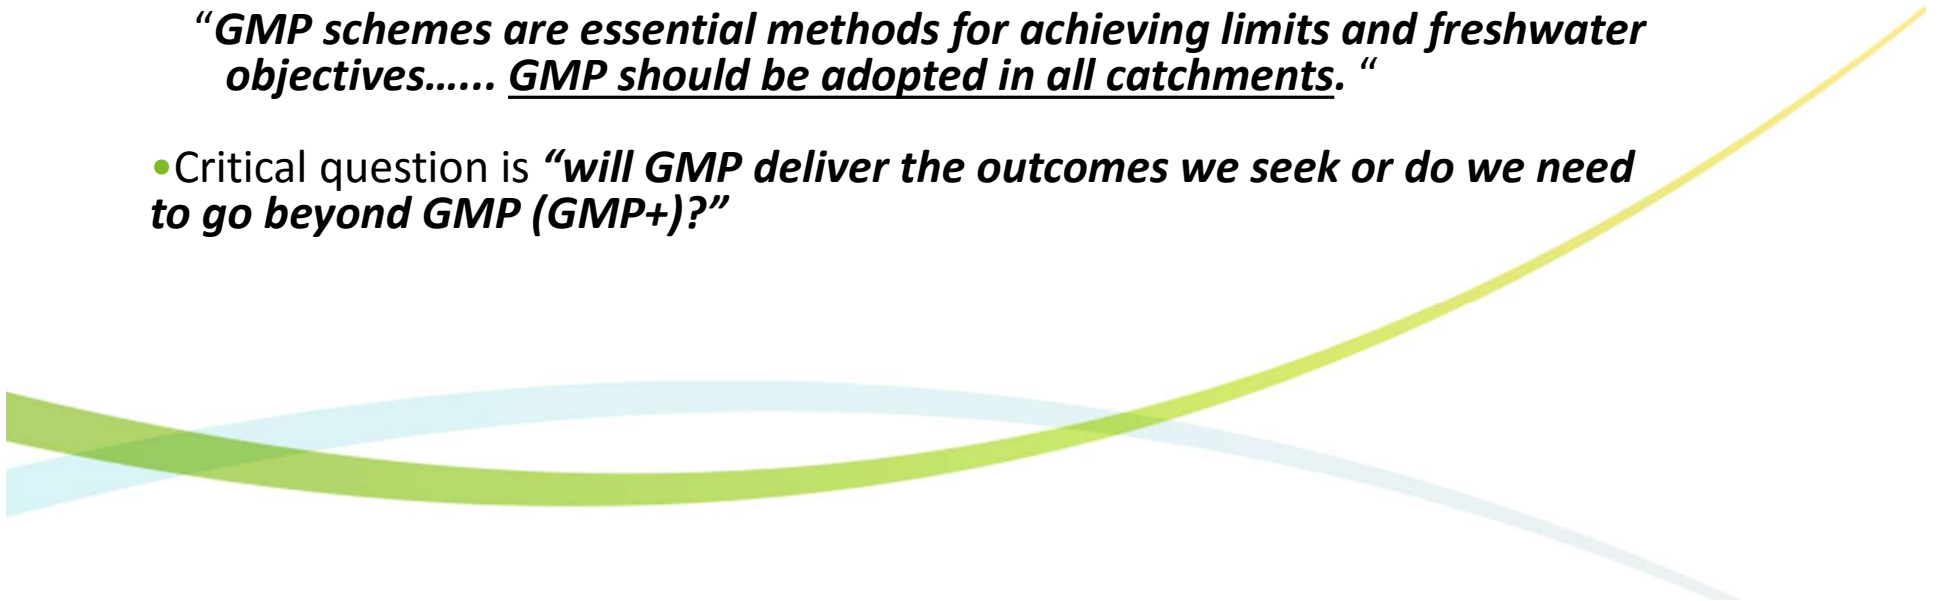 “GMP schemes are essential methods for achieving limits and freshwater
objectives…... GMP should be adopted in all catchments. “
•Critical question is “will GMP deliver the outcomes we seek or do we need
to go beyond GMP (GMP+)?”